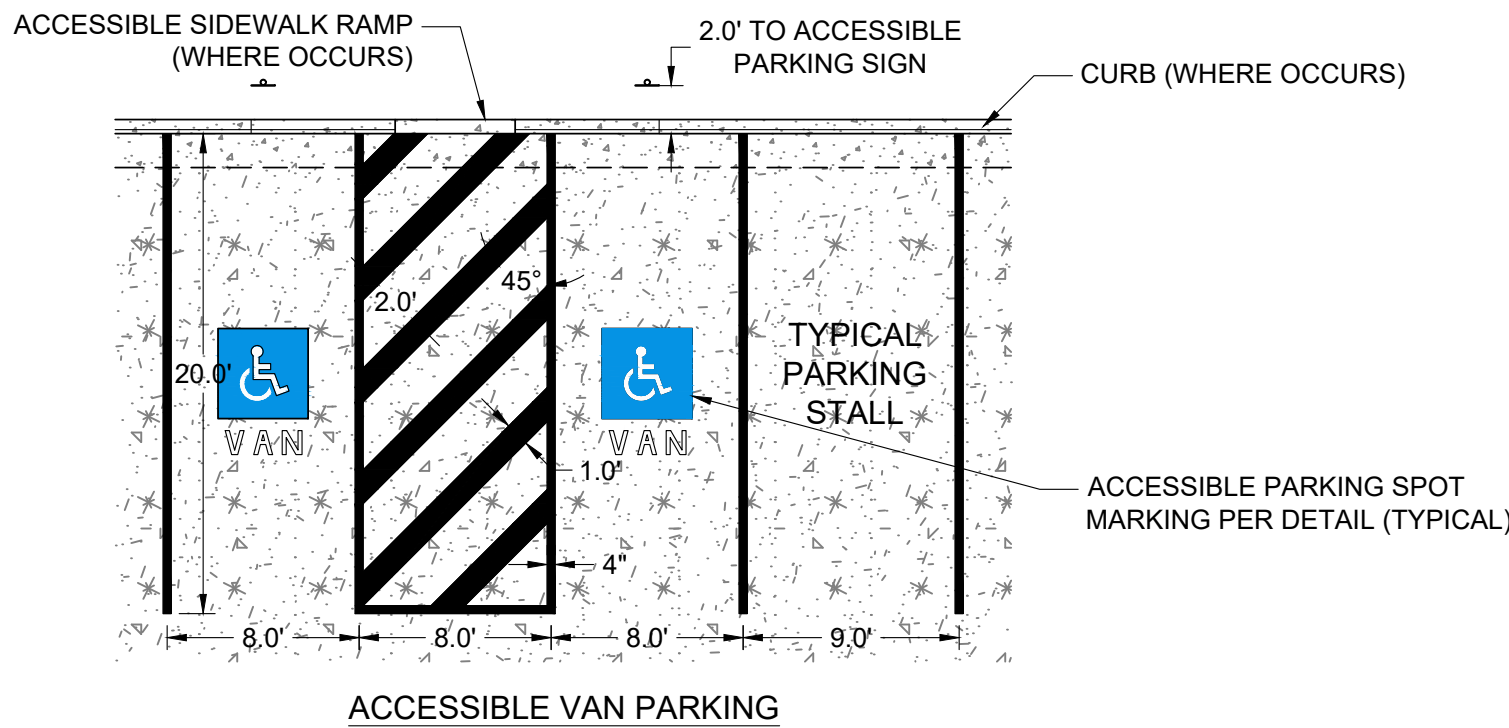 ACCESSIBLE SIDEWALK RAMP
(WHERE OCCURS)
2.0' TO ACCESSIBLE
PARKING SIGN
CURB (WHERE OCCURS)
45°
2.0'
20.0'
TYPICAL
PARKING
STALL
VAN
VAN
1.0'
ACCESSIBLE PARKING SPOT
MARKING PER DETAIL (TYPICAL)
4"
8.0'
8.0'
8.0'
9.0'
ACCESSIBLE VAN PARKING